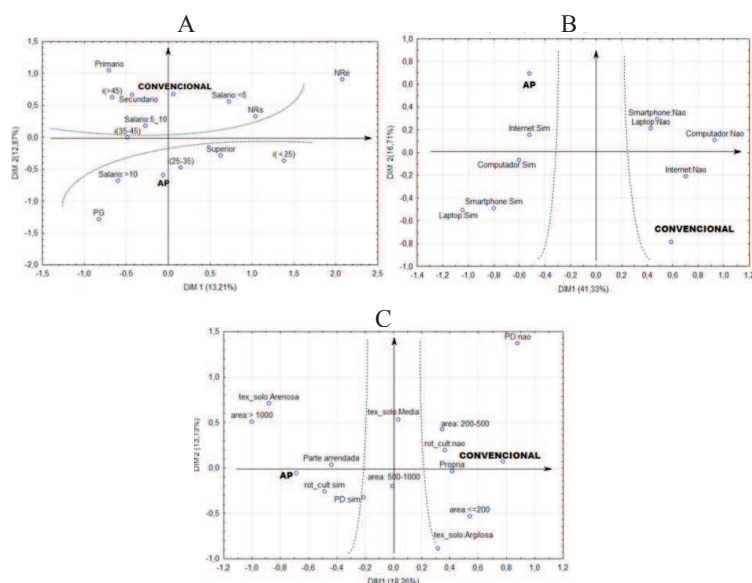 A
DIM 2(12,87%)
1,5
1,0
0,5
0,0
-0,5
-1,0
-1,5
-2,0
Primario
NRe
i(>45)
Secundario
CONVENCIONAL
Salario:<5
NRs
Salario:5_10
i(35-45)
Superior
i(25-35)
i( <25)
Salario:>10
AP
PG
-1,5 -1,0 -0,5 0,0 0,5 1,0 1,5 2,0 2,5
DIM 1 (13,21%)
B
DIM 2(16,71%)
1,0
0,8
0,6
0,4
0,2
0,0
-0,2
-0,4
-0,6
-0,8
-1,0
AP
Smartphone:Nao
Laptop:Nao
Internet:Sim
Computador:Nao
Computador:Sim
Internet:Nao
Smartphone:Sim
Laptop:Sim
CONVENCIONAL
-1,4 -1,2 -1,0 -0,8 -0,6 -0,4 -0,2 0,0 0,2 0,4 0,6 0,8 1,0 1,2
DIM1 (41,33%)
C
DIM 2 (13,73%)
1,5
1,0
0,5
0,0
-0,5
-1,0
PD:nao
tex_solo:Arenosa
area:> 1000
tex_solo:Media
area: 200-500
rot_cult:nao
CONVENCIONAL
Parte arrendada
Propria
AP
area: 500-1000
rot_cult:sim
PD:sim
area:<=200
tex_solo:Argilosa
-1,2 -1,0 -0,8 -0,6 -0,4 -0,2 0,0 0,2 0,4 0,6 0,8 1,0 1,2
DIM1 (18,26%)